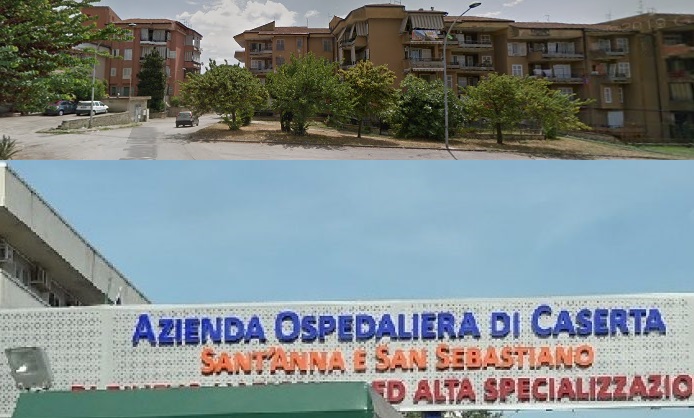 AZIENDA OSPEDALIERA DI CASERTA
SANT'ANNA E SAN SEBASTIANO
ED ALTA SPECIALIZZAZIO